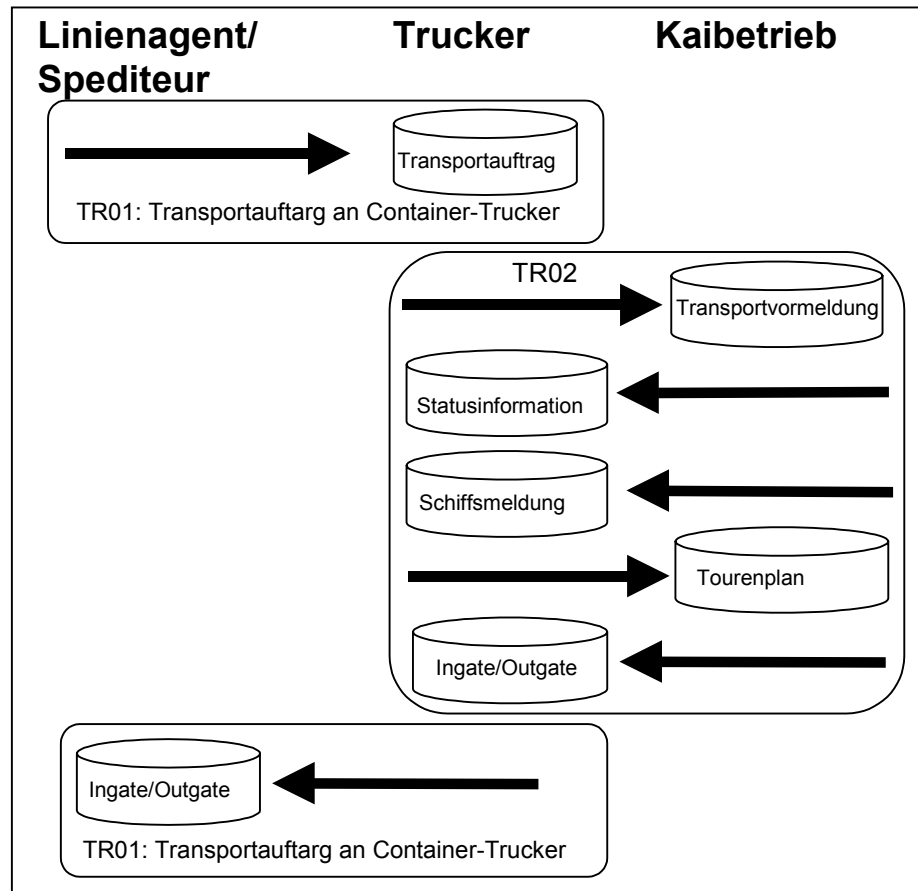 Linienagent/
Spediteur
Trucker
Kaibetrieb
Transportauftrag
TR01: Transportauftarg an Container-Trucker
TR02
Transportvormeldung
Statusinformation
Schiffsmeldung
Tourenplan
Ingate/Outgate
Ingate/Outgate
TR01: Transportauftarg an Container-Trucker